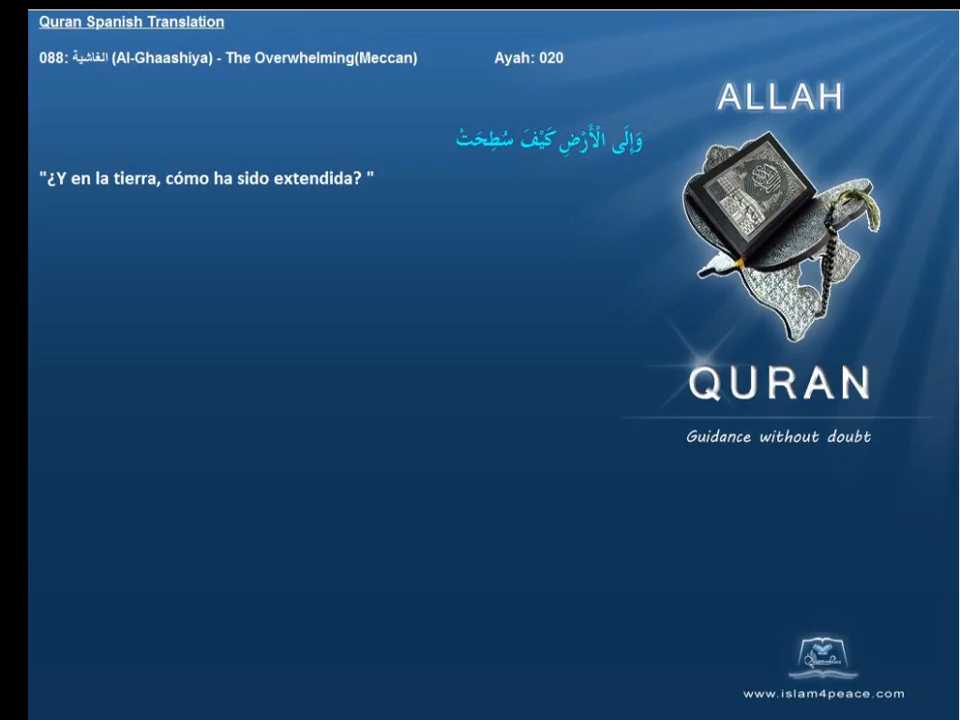 Quran Spanish Translation
088: الغاشية (Al-Ghaashiya) - The Overwhelming(Meccan) Ayah: 020
ALLAH
وَإِلَى الْأَرْضِ كَيْفَ سُطِحَتْ
"¿Y en la tierra, cómo ha sido extendida? "
QURAN
Guidance without doubt
www.islam4peace.com